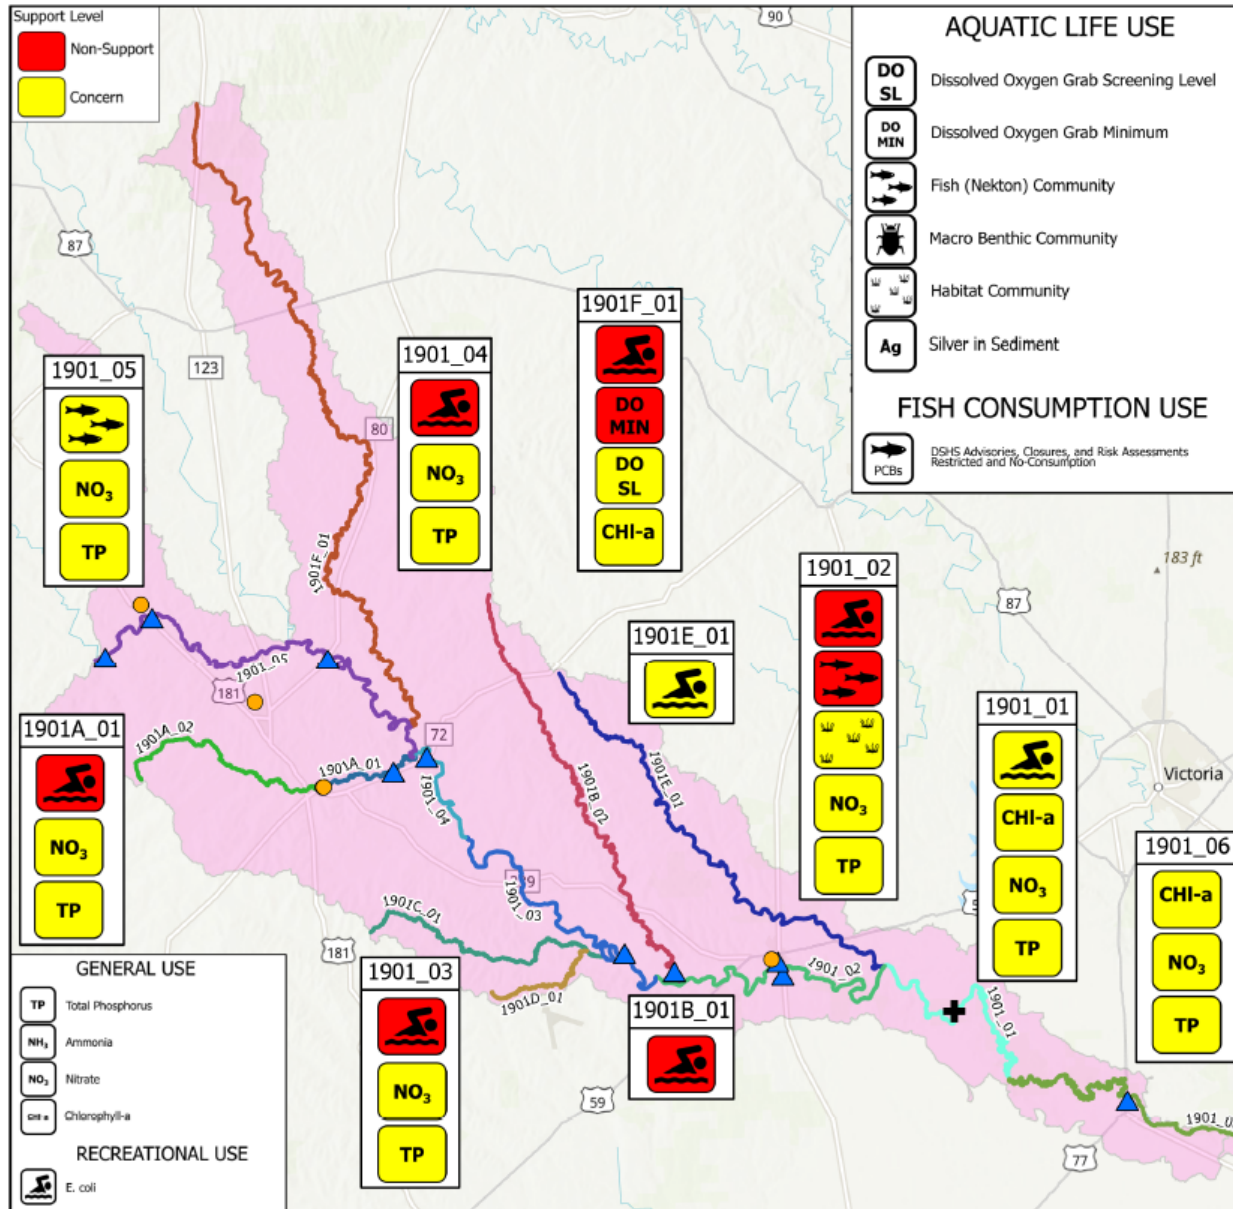 Support Level
Non-Support
Concern
90
AQUATIC LIFE USE
DO SL Dissolved Oxygen Grab Screening Level
DO MIN Dissolved Oxygen Grab Minimum
Fish (Nekton) Community
Macro Benthic Community
Habitat Community
Ag Silver in Sediment
FISH CONSUMPTION USE
PCBs DSHS Advisories, Closures, and Risk Assessments
Restricted and No-Consumption
87
123
80
1901_05
NO₃
TP
1901_04
NO₃
TP
1901F_01
DO
MIN
DO
SL
CHl-a
1901F_01
183 ft
87
1901_02
NO₃
TP
1901E_01
1901_05
181
1901A_02
1901A_01
72
1901_04
1901B_02
1901E_01
1901A_01
NO₃
TP
1901_01
CHl-a
NO₃
TP
Victoria
1901_06
CHl-a
NO₃
TP
1901_03
1901C_01
181
1901D_01
1901_02
1901_01
1901_03
NO₃
TP
1901B_01
59
77
GENERAL USE
TP Total Phosphorus
NH₃ Ammonia
NO₃ Nitrate
CHl-a Chlorophyll-a
RECREATIONAL USE
E. coli